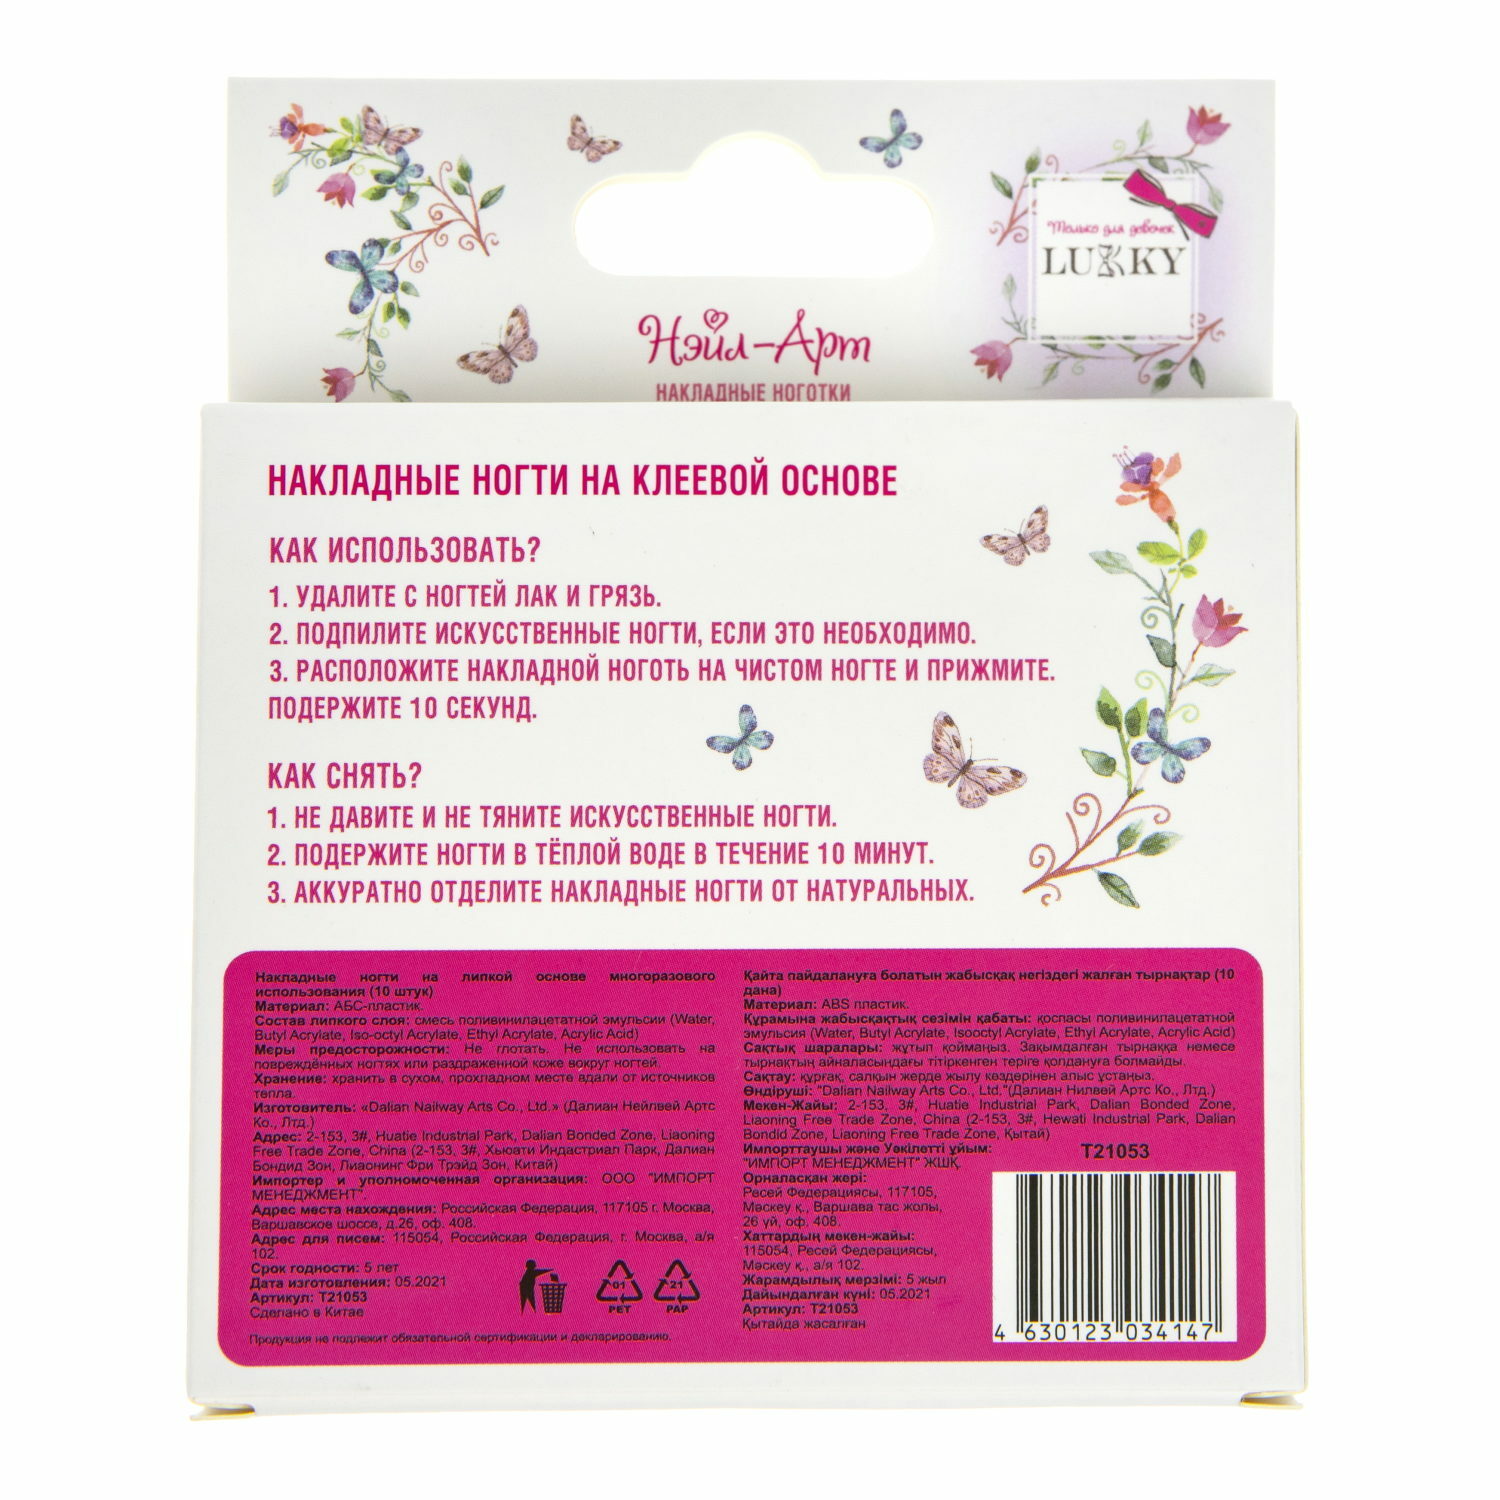 Только для девочек
LUKKY
Нэйл-Арт
НАКЛАДНЫЕ НОГОТКИ
НАКЛАДНЫЕ НОГТИ НА КЛЕЕВОЙ ОСНОВЕ
КАК ИСПОЛЬЗОВАТЬ?
1. УДАЛИТЕ С НОГТЕЙ ЛАК И ГРЯЗЬ.
2. ПОДПИЛИТЕ ИСКУССТВЕННЫЕ НОГТИ, ЕСЛИ ЭТО НЕОБХОДИМО.
3. РАСПОЛОЖИТЕ НАКЛАДНОЙ НОГОТЬ НА ЧИСТОМ НОГТЕ И ПРИЖМИТЕ.
ПОДЕРЖИТЕ 10 СЕКУНД.
КАК СНЯТЬ?
1. НЕ ДАВИТЕ И НЕ ТЯНИТЕ ИСКУССТВЕННЫЕ НОГТИ.
2. ПОДЕРЖИТЕ НОГТИ В ТЁПЛОЙ ВОДЕ В ТЕЧЕНИЕ 10 МИНУТ.
3. АККУРАТНО ОТДЕЛИТЕ НАКЛАДНЫЕ НОГТИ ОТ НАТУРАЛЬНЫХ.
Накладные ногти на липкой основе многоразового
использования (10 штук)
Материал: АБС-пластик.
Состав липкого слоя: смесь поливинилацетатной эмульсии (Water,
Butyl Acrylate, Iso-octyl Acrylate, Ethyl Acrylate, Acrylic Acid)
Меры предосторожности: Не глотать. Не использовать на
повреждённых ногтях или раздраженной коже вокруг ногтей.
Хранение: хранить в сухом, прохладном месте вдали от источников
тепла.
Изготовитель: «Dalian Nailway Arts Co., Ltd.» (Далиан Нейлвей Артс
Ко., Лтд.)
Адрес: 2-153, 3#, Huatie Industrial Park, Dalian Bonded Zone, Liaoning
Free Trade Zone, China (2-153, 3#, Хьюати Индастриал Парк, Далиан
Бондид Зон, Лиаонинг Фри Трэйд Зон, Китай)
Импортер и уполномоченная организация: ООО "ИМПОРТ
МЕНЕДЖМЕНТ".
Адрес места нахождения: Российская Федерация, 117105 г. Москва,
Варшавское шоссе, д.26, оф. 408.
Адрес для писем: 115054, Российская Федерация, г. Москва, а/я
102.
Срок годности: 5 лет
Дата изготовления: 05.2021
Артикул: T21053
Сделано в Китае
Продукция не подлежит обязательной сертификации и декларированию.
01
PET
21
PAP
Қайта пайдалануға болатын жабысқақ негіздегі жалған тырнақтар (10
дана)
Материал: ABS пластик.
Құрамына жабысқақтық сезімін қабаты: қоспасы поливинилацетатной
эмульсия (Water, Butyl Acrylate, Isooctyl Acrylate, Ethyl Acrylate, Acrylic Acid)
Сақтық шаралары: жұтып қоймаңыз. Зақымдалған тырнаққа немесе
тырнақтың айналасындағы тітіркенген теріге қолдануға болмайды.
Сақтау: құрғақ, салқын жерде жылу көздерінен алыс ұстаңыз.
Өндіруші: "Dalian Nailway Arts Co., Ltd."(Далиан Нилвей Артс Ко., Лтд.)
Мекен-Жайы: 2-153, 3#, Huatie Industrial Park, Dalian Bonded Zone,
Liaoning Free Trade Zone, China (2-153, 3#, Hewati Industrial Park, Dalian
Bondid Zone, Liaoning Free Trade Zone, Қытай)
Импорттаушы және Уәкілетті ұйым:
"ИМПОРТ МЕНЕДЖМЕНТ" ЖШҚ.
Орналасқан жері:
Ресей Федерациясы, 117105,
Мәскеу қ., Варшава тас жолы,
26 үй, оф. 408.
Хаттардың мекен-жайы:
115054, Ресей Федерациясы,
Мәскеу қ., а/я 102.
Жарамдылық мерзімі: 5 жыл
Дайындалған күні: 05.2021
Артикул: T21053
Қытайда жасалған
T21053
4 630123 034147